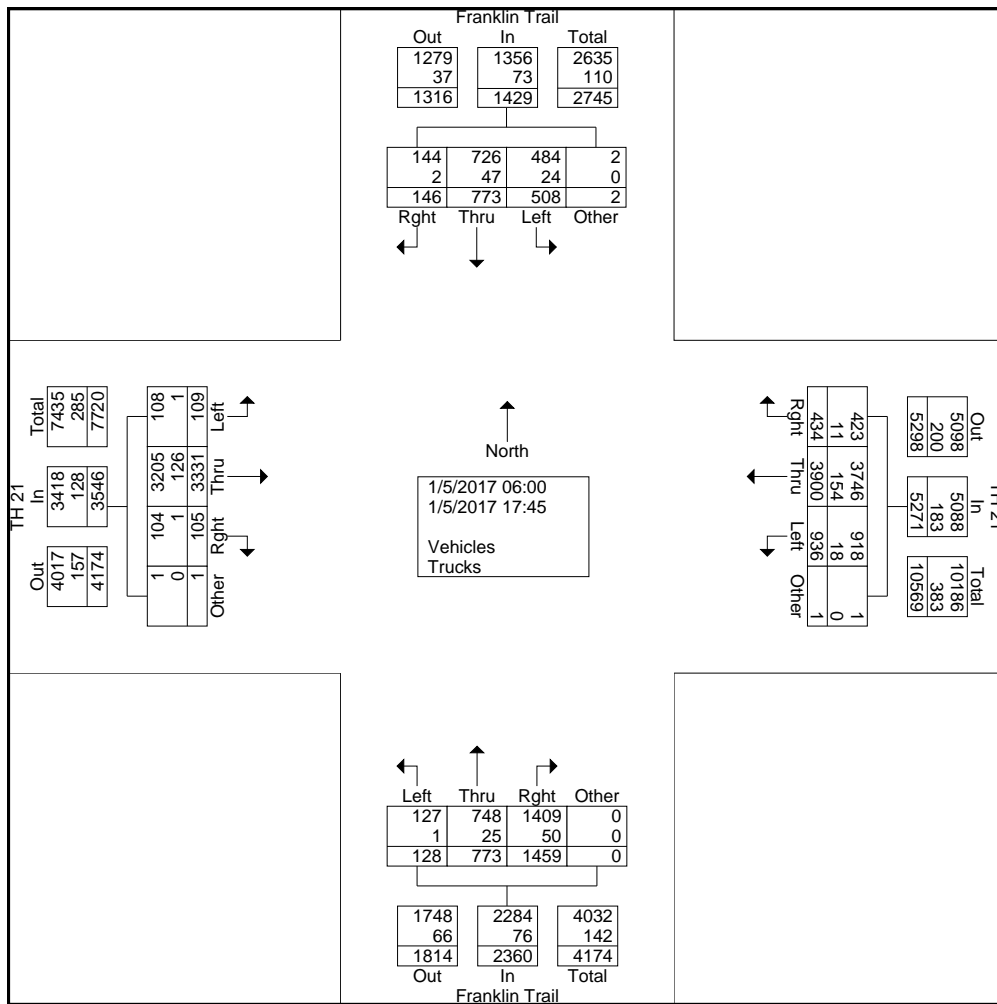 Franklin Trail
Out In Total
1279 1356 2635
37 73 110
1316 1429 2745
144 726 484 2
2 47 24 0
146 773 508 2
Rght Thru Left Other
TH 21
Total In Out
7435 3418 4017
285 128 157
7720 3546 4174
108 3205 104 1
1 126 1 0
109 3331 105 1
Left Thru Rght Other
North
1/5/2017 06:00
1/5/2017 17:45
Vehicles
Trucks
Rght Thru Left Other
434 3900 936 1
11 154 18 0
423 3746 918 1
5298 5271 10569
200 183 383
5098 5088 10186
Out In Total
TH 21
Left Thru Rght Other
127 748 1409 0
1 25 50 0
128 773 1459 0
1748 2284 4032
66 76 142
1814 2360 4174
Out In Total
Franklin Trail